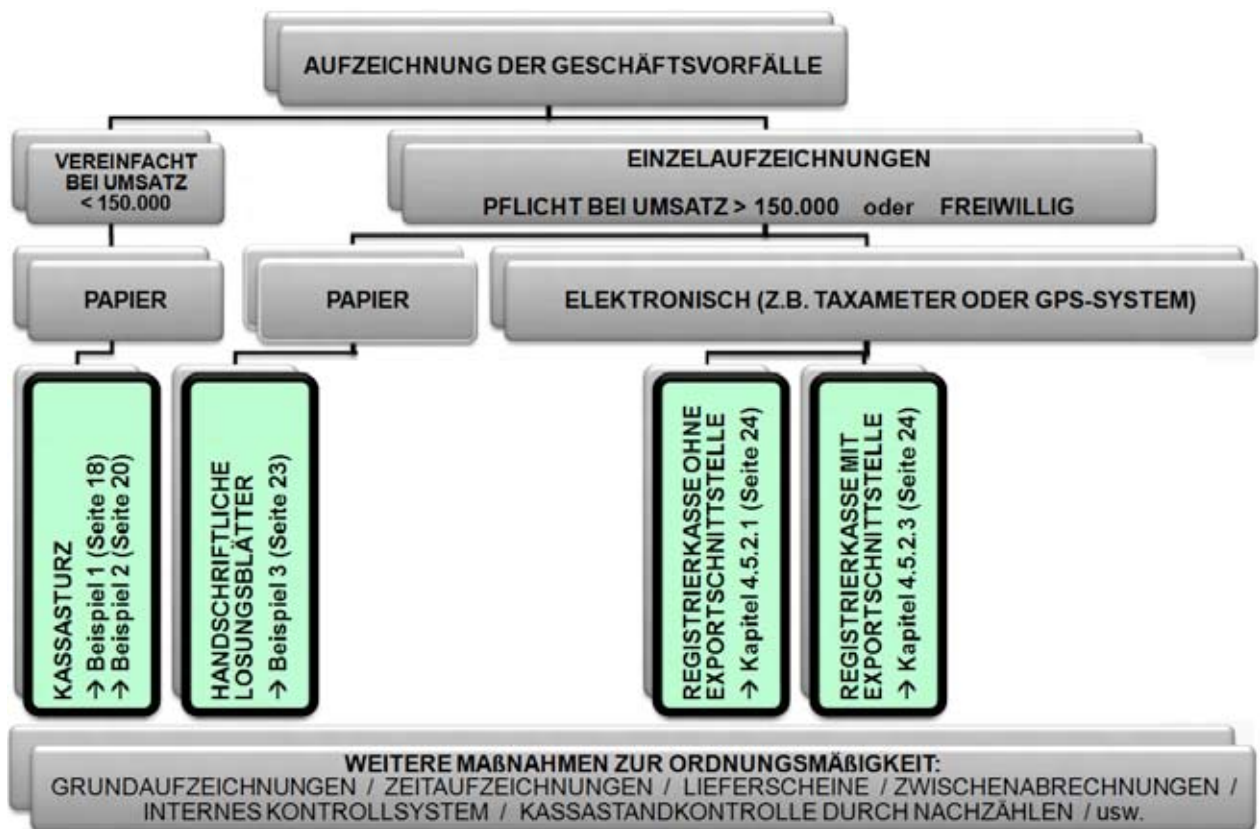 AUFZEICHNUNG DER GESCHÄFTSVORFÄLLE
VEREINFACHT
BEI UMSATZ
< 150.000
EINZELAUFZEICHNUNGEN
PFLICHT BEI UMSATZ > 150.000 oder FREIWILLIG
PAPIER
PAPIER
ELEKTRONISCH (Z.B. TAXAMETER ODER GPS-SYSTEM)
KASSASTURZ
→ Beispiel 1 (Seite 18)
→ Beispiel 2 (Seite 20)
HANDSCHRIFTLICHE
LOSUNGSBLÄTTER
→ Beispiel 3 (Seite 23)
REGISTRIERKASSE OHNE
EXPORTSCHNITTSTELLE
→ Kapitel 4.5.2.1 (Seite 24)
REGISTRIERKASSE MIT
EXPORTSCHNITTSTELLE
→ Kapitel 4.5.2.3 (Seite 24)
WEITERE MAßNAHMEN ZUR ORDNUNGSMÄßIGKEIT:
GRUNDAUFZEICHNUNGEN / ZEITAUFZEICHNUNGEN / LIEFERSCHEINE / ZWISCHENABRECHNUNGEN /
INTERNES KONTROLLSYSTEM / KASSASTANDKONTROLLE DURCH NACHZÄHLEN / usw.